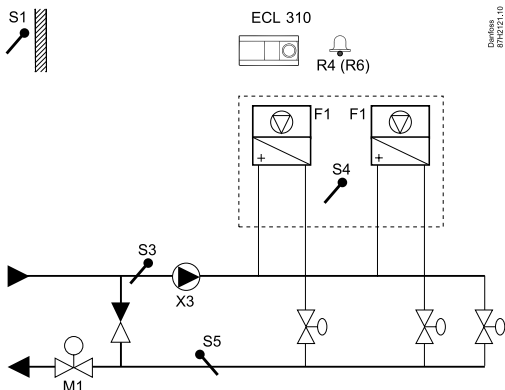 S1
ECL 310
R4 (R6)
Danfoss
87H2121.10
F1
F1
S4
S3
X3
S5
M1